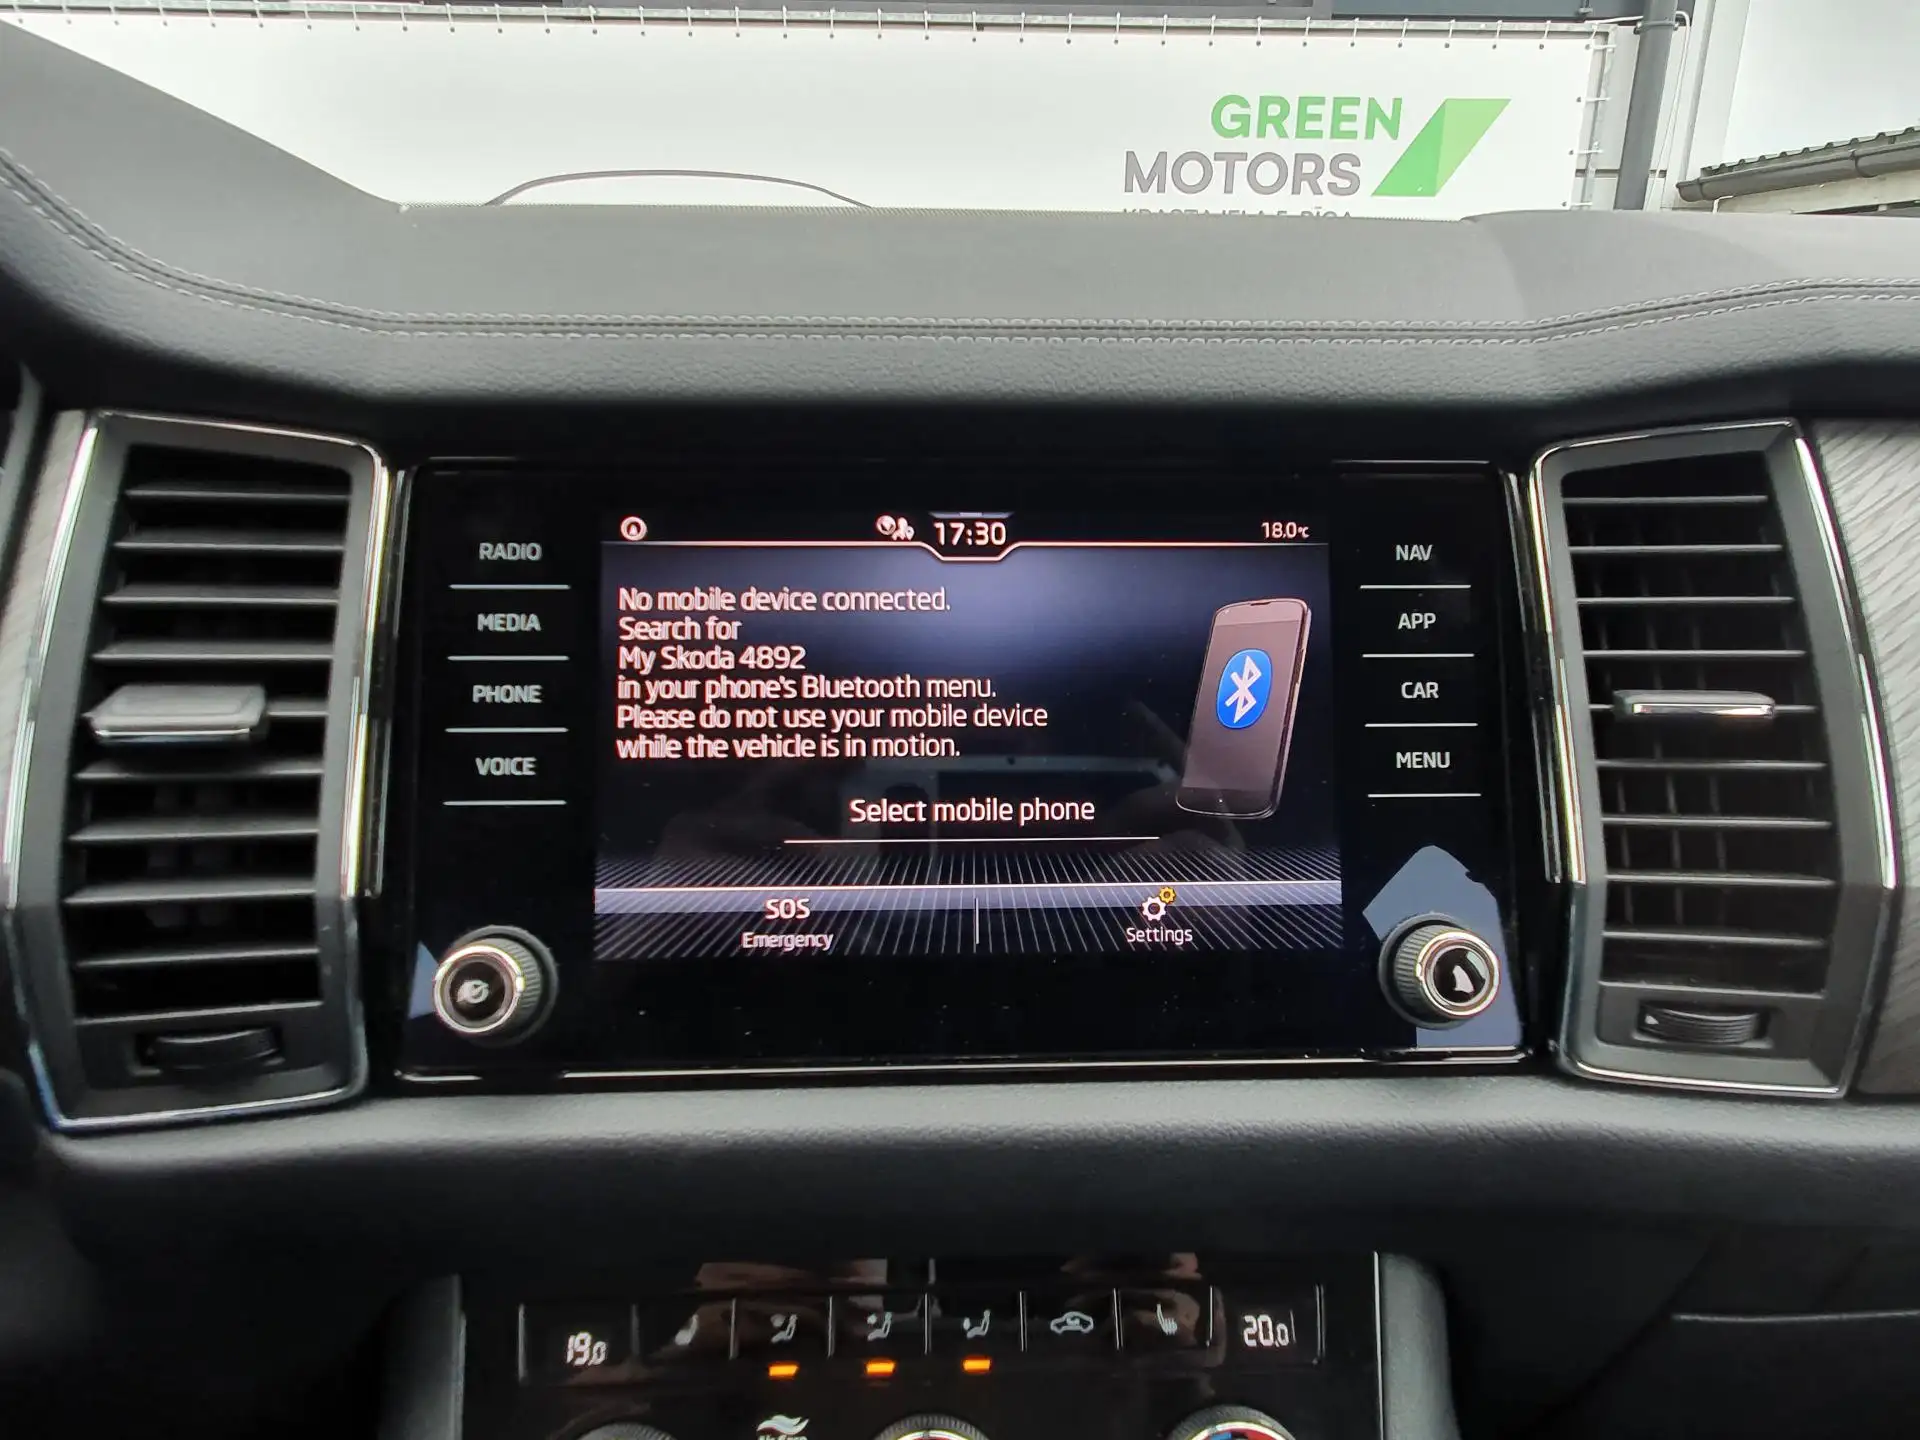 GREEN
MOTORS
RADIO
MEDIA
PHONE
VOICE
17:30
18.0°C
No mobile device connected.
Search for
My Skoda 4892
in your phone's Bluetooth menu.
Please do not use your mobile device
while the vehicle is in motion.
Select mobile phone
SOS
Emergency
Settings
NAV
APP
CAR
MENU
19.0
20.0